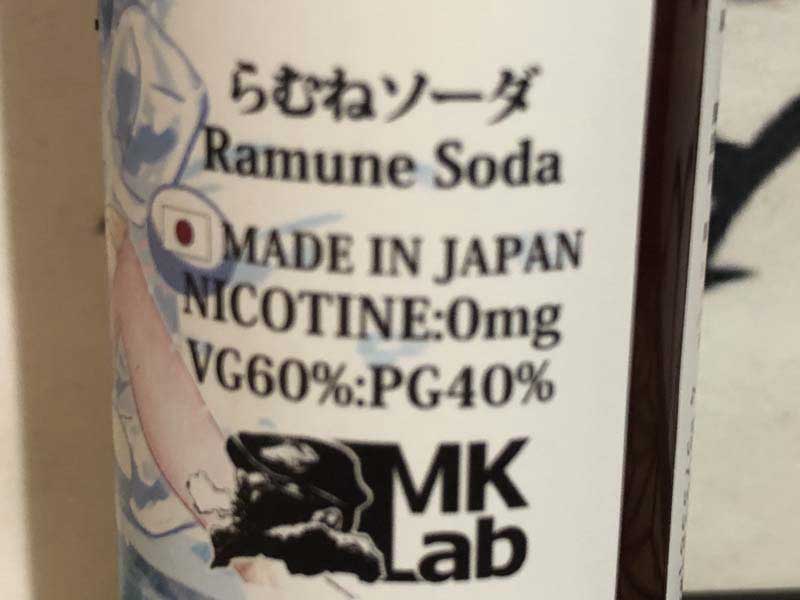 らむねソーダ
Ramune Soda
MADE IN JAPAN
NICOTINE:0mg
VG60%:PG40%
MK
Lab